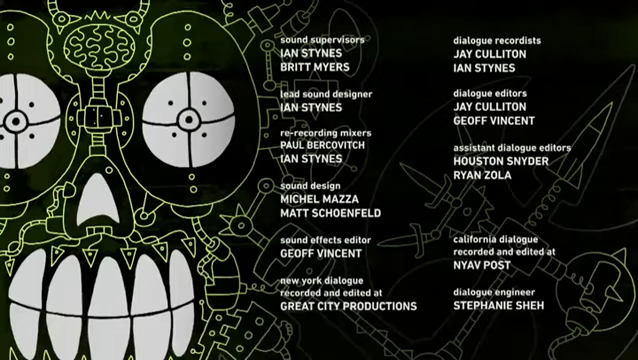 sound supervisors
IAN STYNES
BRITT MYERS
lead sound designer
IAN STYNES
re-recording mixers
PAUL BERCOVITCH
IAN STYNES
sound design
MICHEL MAZZA
MATT SCHOENFELD
sound effects editor
GEOFF VINCENT
new york dialogue
recorded and edited at
GREAT CITY PRODUCTIONS
dialogue recordists
JAY CULLITON
IAN STYNES
dialogue editors
JAY CULLITON
GEOFF VINCENT
assistant dialogue editors
HOUSTON SNYDER
RYAN ZOLA
california dialogue
recorded and edited at
NYAV POST
dialogue engineer
STEPHANIE SHEH